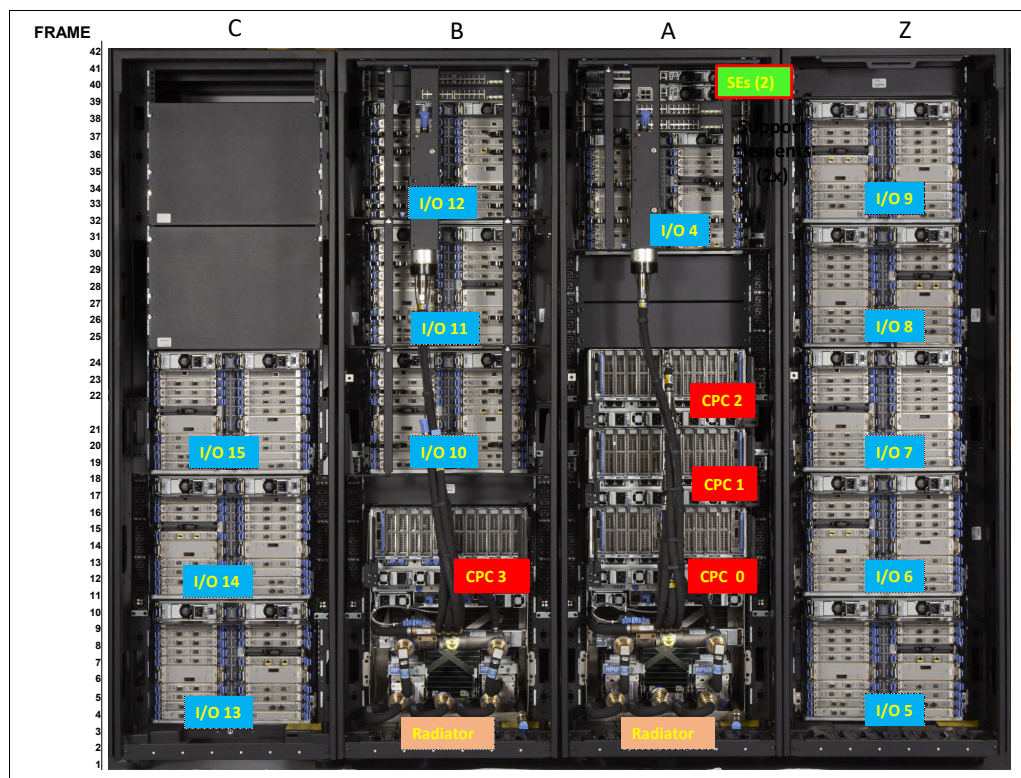 FRAME
C
B
A
Z
42
41
40
39
38
37
36
35
34
33
32
31
30
29
28
27
26
25
24
23
22
21
20
19
18
17
16
15
14
13
12
11
10
9
8
7
6
5
4
3
2
1
SEs (2)
Support
Elements
(2x)
I/O 12
I/O 4
I/O 9
I/O 11
I/O 8
CPC 2
I/O 15
I/O 10
I/O 7
CPC 1
I/O 14
CPC 3
CPC 0
I/O 6
I/O 13
I/O 5
Radiator
Radiator